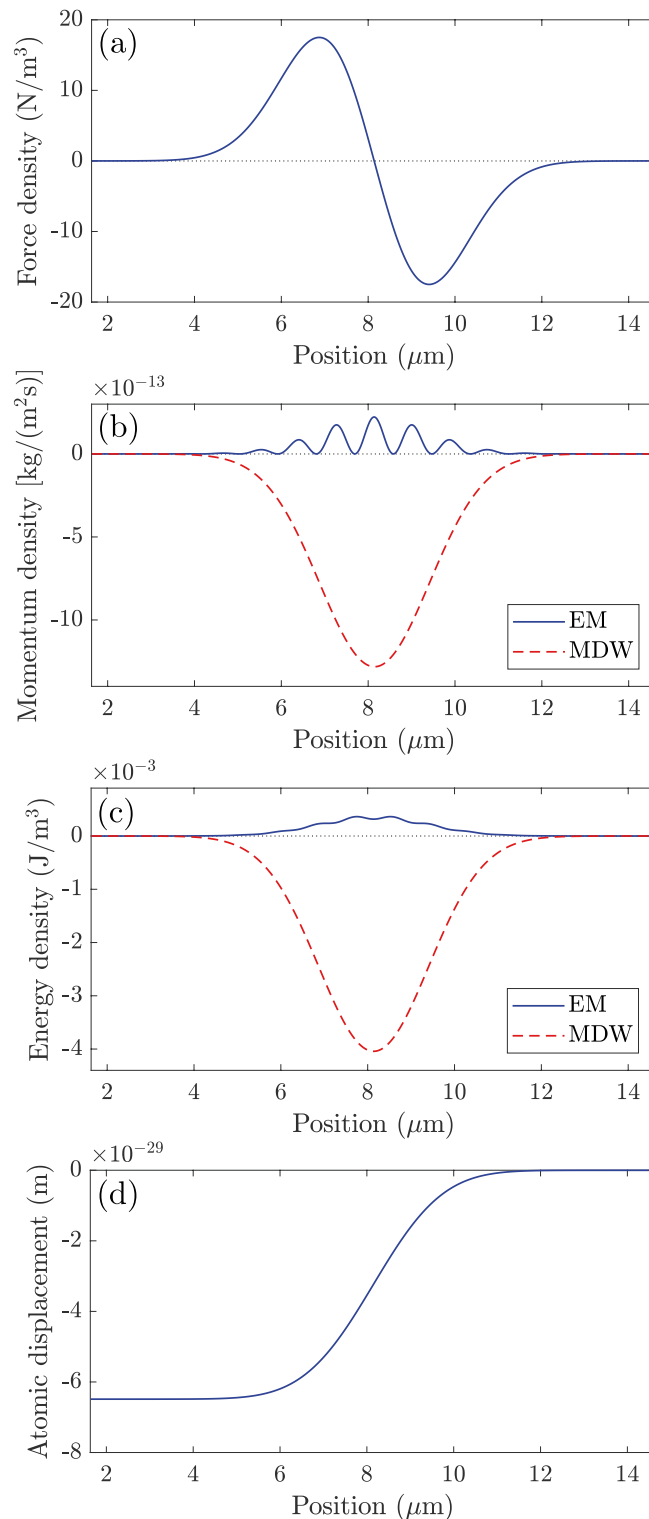 (a)
Force density (N/m³)
20
10
0
-10
-20
2 4 6 8 10 12 14
Position (μm)
×10⁻¹³
(b)
Momentum density [kg/(m²s)]
0
-5
-10
EM
MDW
2 4 6 8 10 12 14
Position (μm)
×10⁻³
(c)
Energy density (J/m³)
0
-1
-2
-3
-4
EM
MDW
2 4 6 8 10 12 14
Position (μm)
×10⁻²⁹
(d)
Atomic displacement (m)
0
-2
-4
-6
-8
2 4 6 8 10 12 14
Position (μm)